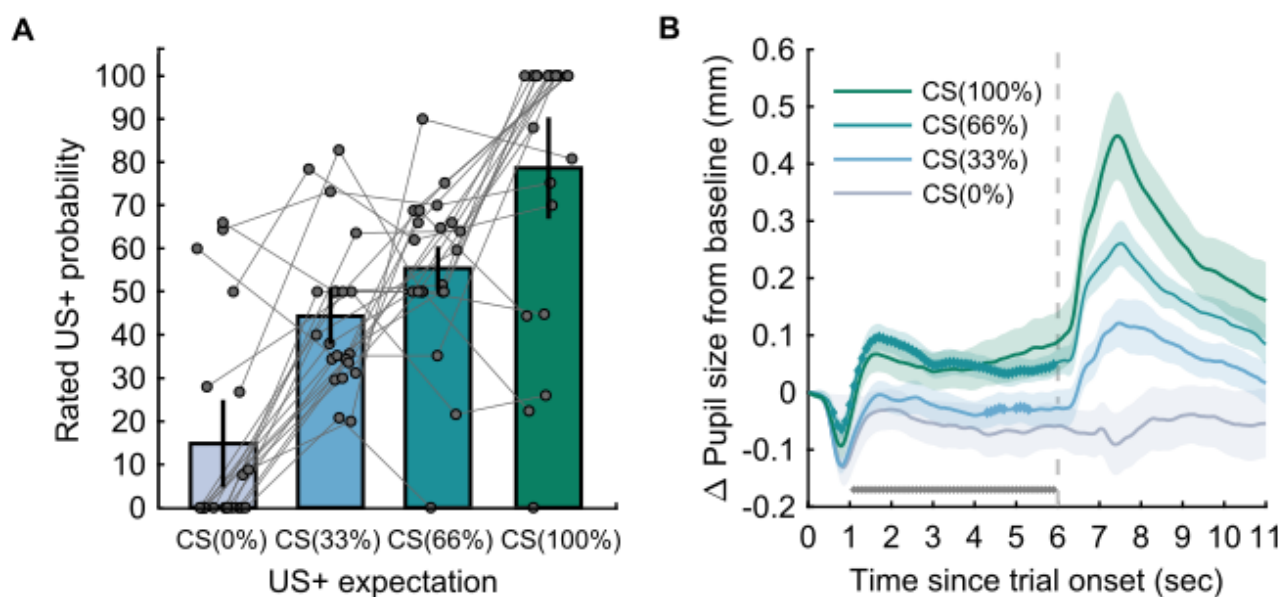 A
Rated US+ probability
100
90
80
70
60
50
40
30
20
10
0
CS(0%)
CS(33%)
CS(66%)
CS(100%)
US+ expectation
B
Δ Pupil size from baseline (mm)
0.6
0.5
0.4
0.3
0.2
0.1
0
-0.1
-0.2
CS(100%)
CS(66%)
CS(33%)
CS(0%)
0 1 2 3 4 5 6 7 8 9 10 11
Time since trial onset (sec)